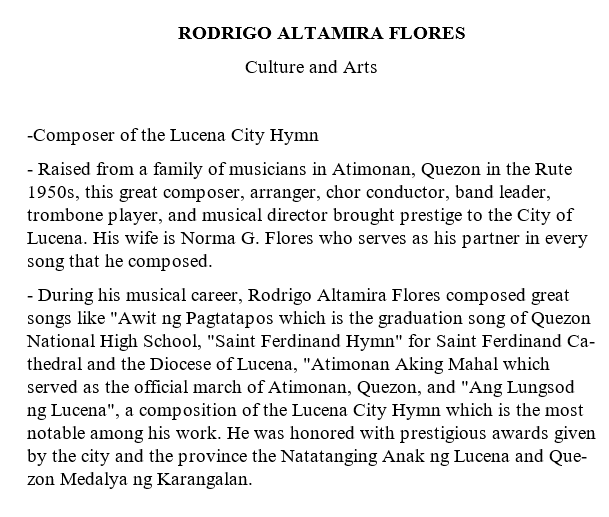 RODRIGO ALTAMIRA FLORES
Culture and Arts
-Composer of the Lucena City Hymn
- Raised from a family of musicians in Atimonan, Quezon in the Rute
1950s, this great composer, arranger, chor conductor, band leader,
trombone player, and musical director brought prestige to the City of
Lucena. His wife is Norma G. Flores who serves as his partner in every
song that he composed.
- During his musical career, Rodrigo Altamira Flores composed great
songs like "Awit ng Pagtatapos which is the graduation song of Quezon
National High School, "Saint Ferdinand Hymn" for Saint Ferdinand Ca-
thedral and the Diocese of Lucena, "Atimonan Aking Mahal which
served as the official march of Atimonan, Quezon, and "Ang Lungsod
ng Lucena", a composition of the Lucena City Hymn which is the most
notable among his work. He was honored with prestigious awards given
by the city and the province the Natatanging Anak ng Lucena and Que-
zon Medalya ng Karangalan.